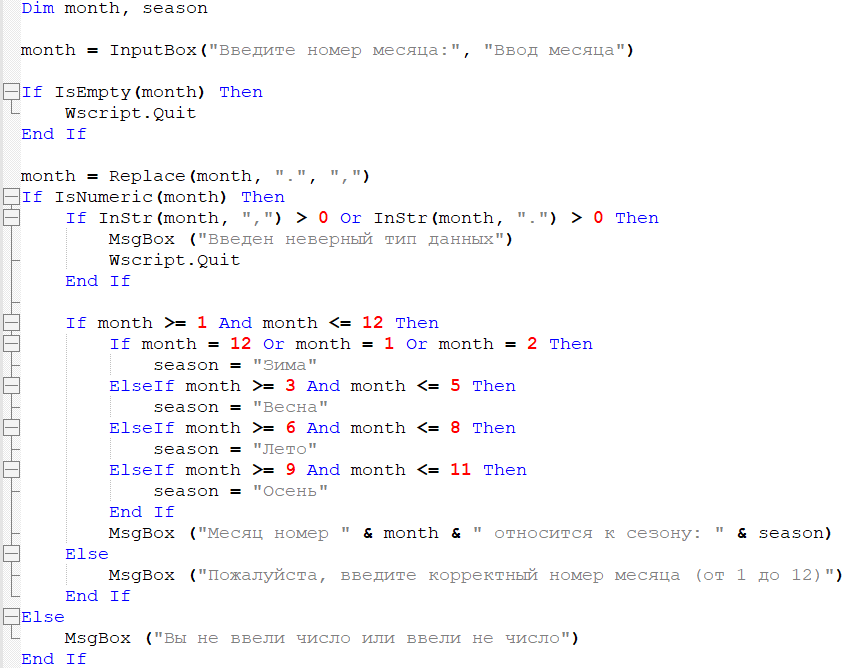 Dim month, season
month = InputBox("Введите номер месяца:", "Ввод месяца")
If IsEmpty(month) Then
    Wscript.Quit
End If
month = Replace(month, ".", ",")
If IsNumeric(month) Then
    If InStr(month, ",") > 0 Or InStr(month, ".") > 0 Then
        MsgBox ("Введен неверный тип данных")
        Wscript.Quit
    End If
    If month >= 1 And month <= 12 Then
        If month = 12 Or month = 1 Or month = 2 Then
            season = "Зима"
        ElseIf month >= 3 And month <= 5 Then
            season = "Весна"
        ElseIf month >= 6 And month <= 8 Then
            season = "Лето"
        ElseIf month >= 9 And month <= 11 Then
            season = "Осень"
        End If
        MsgBox ("Месяц номер " & month & " относится к сезону: " & season)
    Else
        MsgBox ("Пожалуйста, введите корректный номер месяца (от 1 до 12)")
    End If
Else
    MsgBox ("Вы не ввели число или ввели не число")
End If